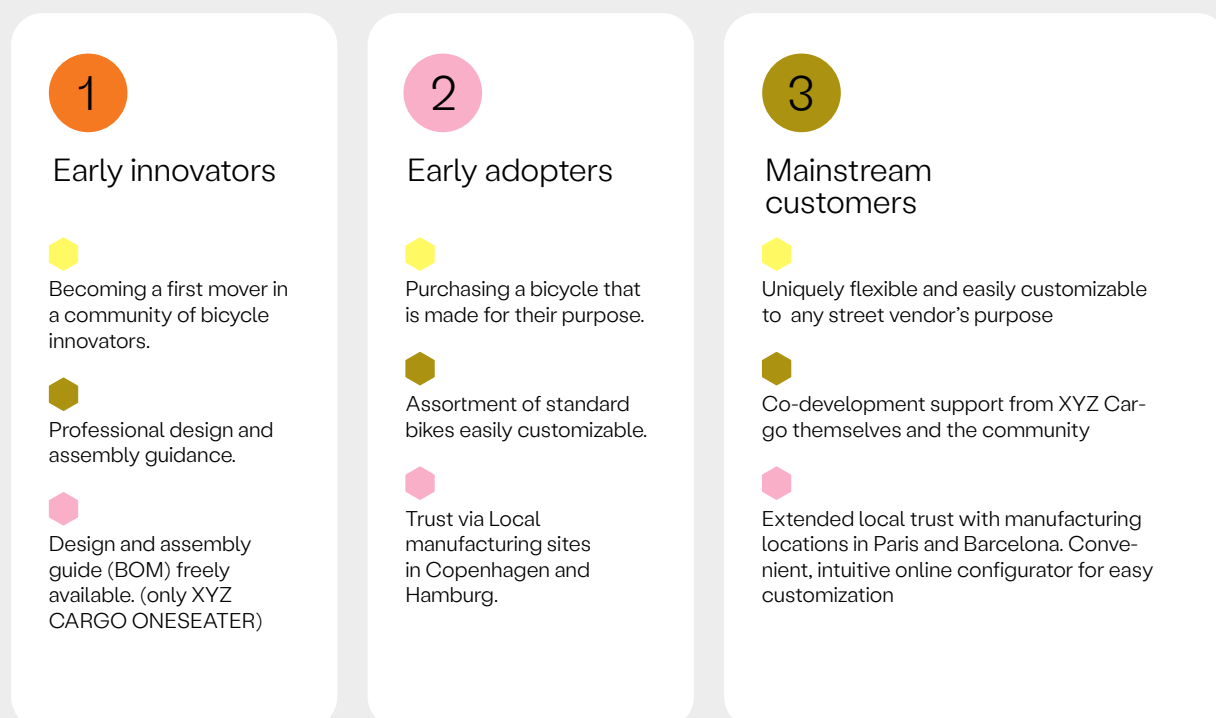 1
Early innovators
Becoming a first mover in
a community of bicycle
innovators.
Professional design and
assembly guidance.
Design and assembly
guide (BOM) freely
available. (only XYZ
CARGO ONESEATER)
2
Early adopters
Purchasing a bicycle that
is made for their purpose.
Assortment of standard
bikes easily customizable.
Trust via Local
manufacturing sites
in Copenhagen and
Hamburg.
3
Mainstream
customers
Uniquely flexible and easily customizable
to  any street vendor’s purpose
Co-development support from XYZ Car-
go themselves and the community
Extended local trust with manufacturing
locations in Paris and Barcelona. Conve-
nient, intuitive online configurator for easy
customization